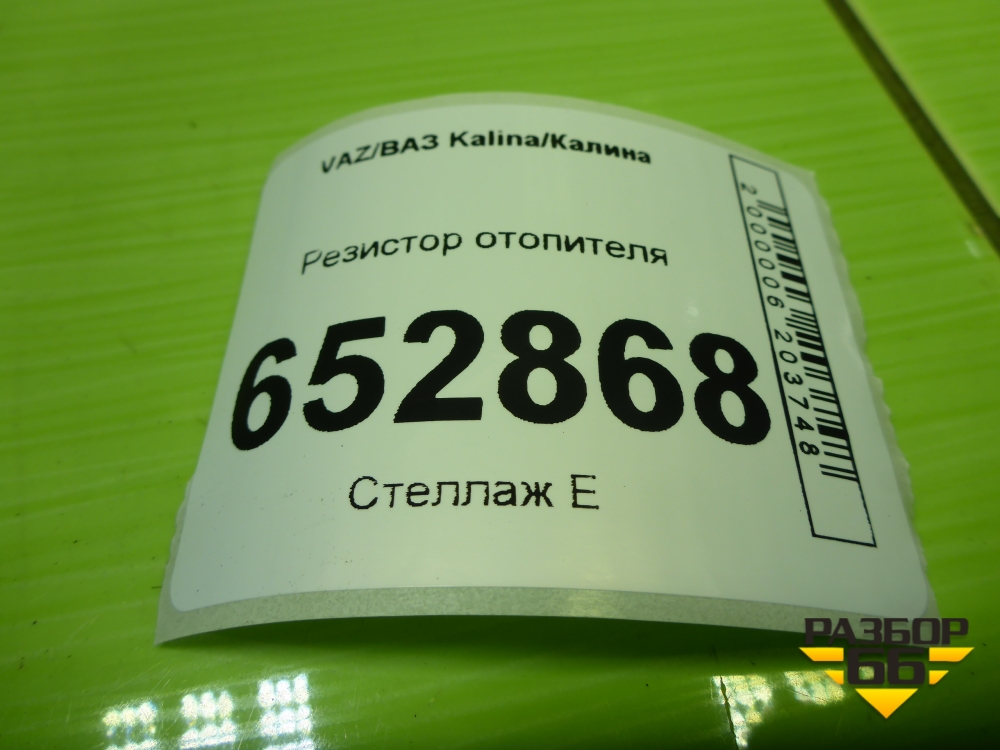 VAZ/ВАЗ Kalina/Калина
Резистор отопителя
652868
Стеллаж Е
2000006203748
РАЗБОР
66